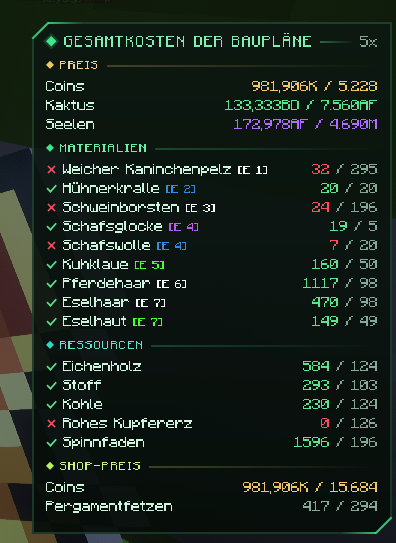 GESAMTKOSTEN DER BAUPLÄNE 5x
PREIS
Coins 981,906K / 5.228
Kaktus 133,333BD / 7.560AF
Seelen 172,978AF / 4.690M
MATERIALIEN
Weicher Kaninchenpelz [E 1] 32 / 295
Hühnerkralle [E 2] 20 / 20
Schweinborsten [E 3] 24 / 196
Schafsglocke [E 4] 19 / 5
Schafswolle [E 4] 7 / 20
Kuhklaue [E 5] 160 / 50
Pferdehaar [E 6] 1117 / 98
Eselhaar [E 7] 470 / 98
Eselhaut [E 7] 149 / 49
RESSOURCEN
Eichenholz 584 / 124
Stoff 293 / 103
Kohle 230 / 124
Rohes Kupfererz 0 / 126
Spinnfaden 1596 / 196
SHOP-PREIS
Coins 981,906K / 15.684
Pergamentfetzen 417 / 294